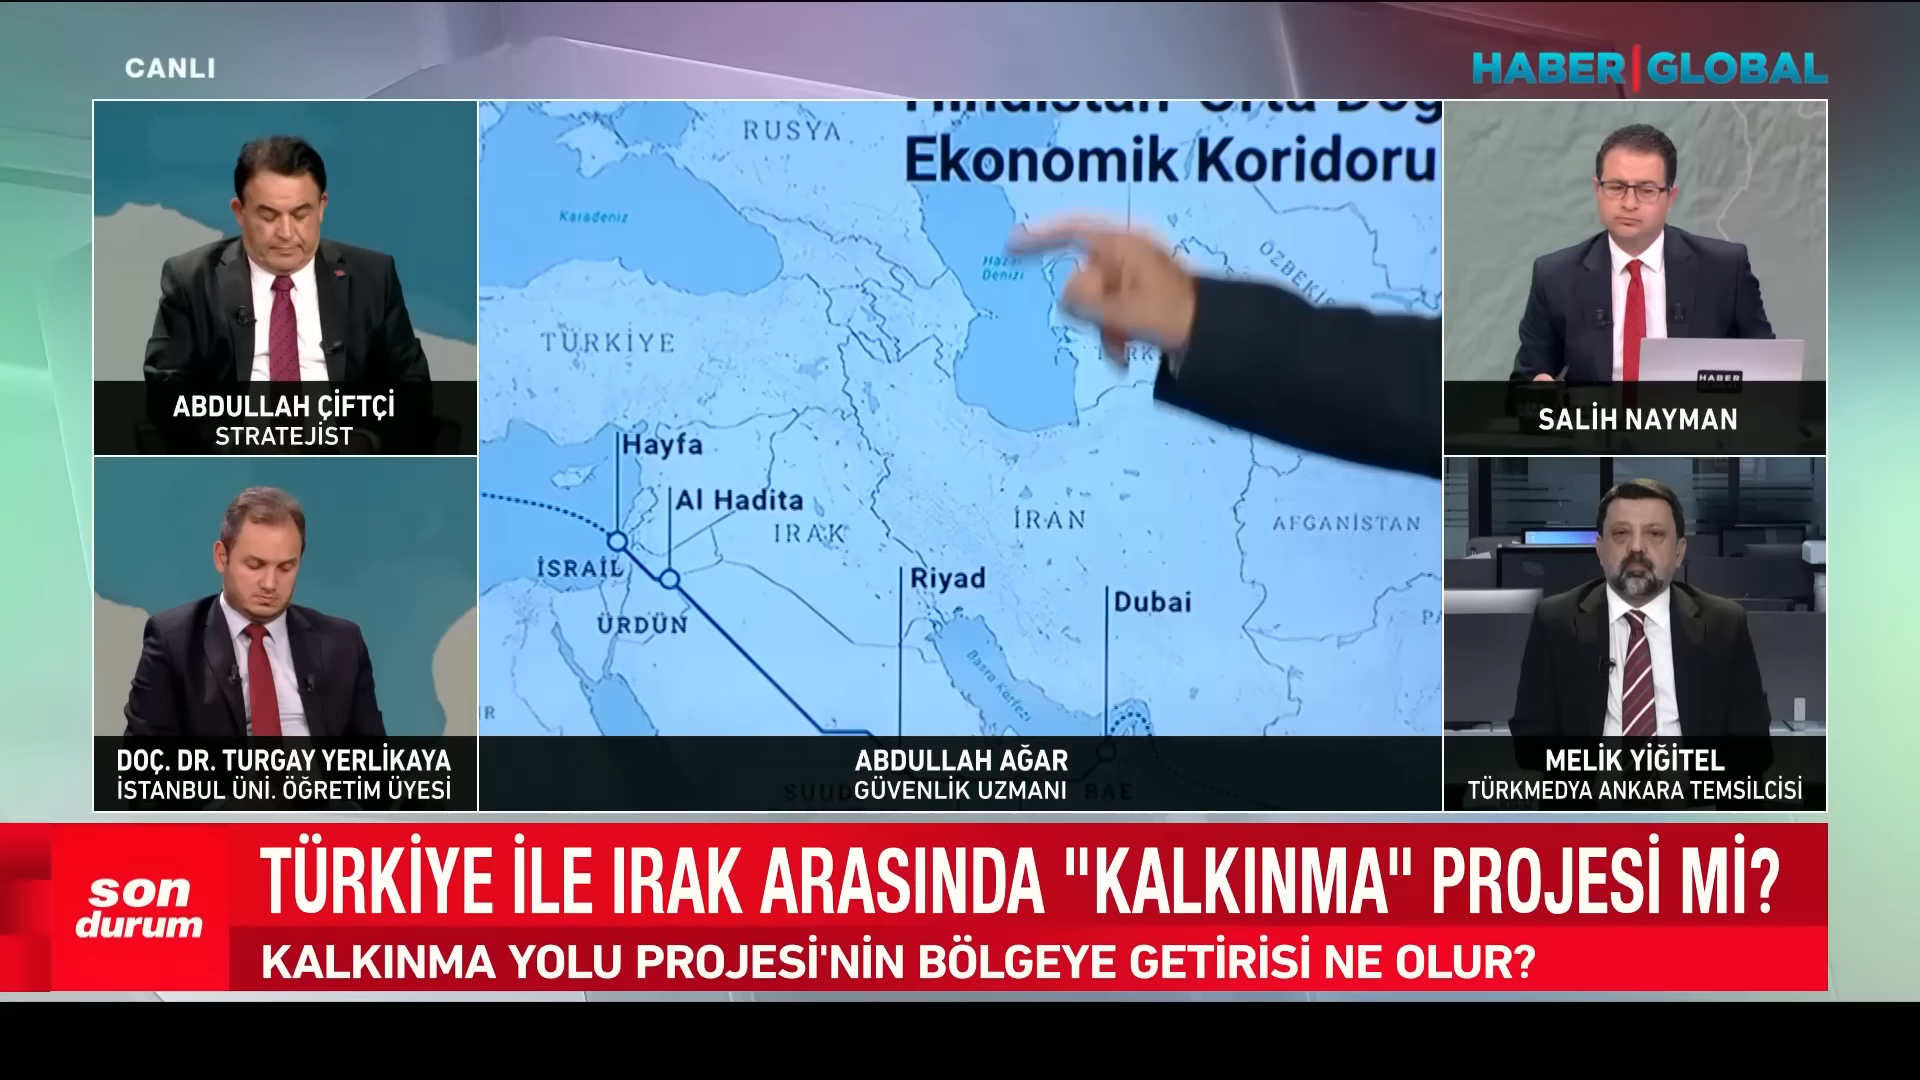 CANLI
HABER GLOBAL
Ekonomik Koridoru
RUSYA
Karadeniz
Hazar
Denizi
TÜRKİYE
Hayfa
Al Hadita
IRAK
İRAN
AFGANİSTAN
İSRAİL
ÜRDÜN
Riyad
Dubai
Basra Körfezi
BAE
ABDULLAH ÇİFTÇİ
STRATEJİST
SALİH NAYMAN
HABER
DOÇ. DR. TURGAY YERLİKAYA
İSTANBUL ÜNİ. ÖĞRETİM ÜYESİ
ABDULLAH AĞAR
GÜVENLİK UZMANI
MELİK YİĞİTEL
TÜRKMEDYA ANKARA TEMSİLCİSİ
son
durum
TÜRKİYE İLE IRAK ARASINDA "KALKINMA" PROJESİ Mİ?
KALKINMA YOLU PROJESİ'NİN BÖLGEYE GETİRİSİ NE OLUR?